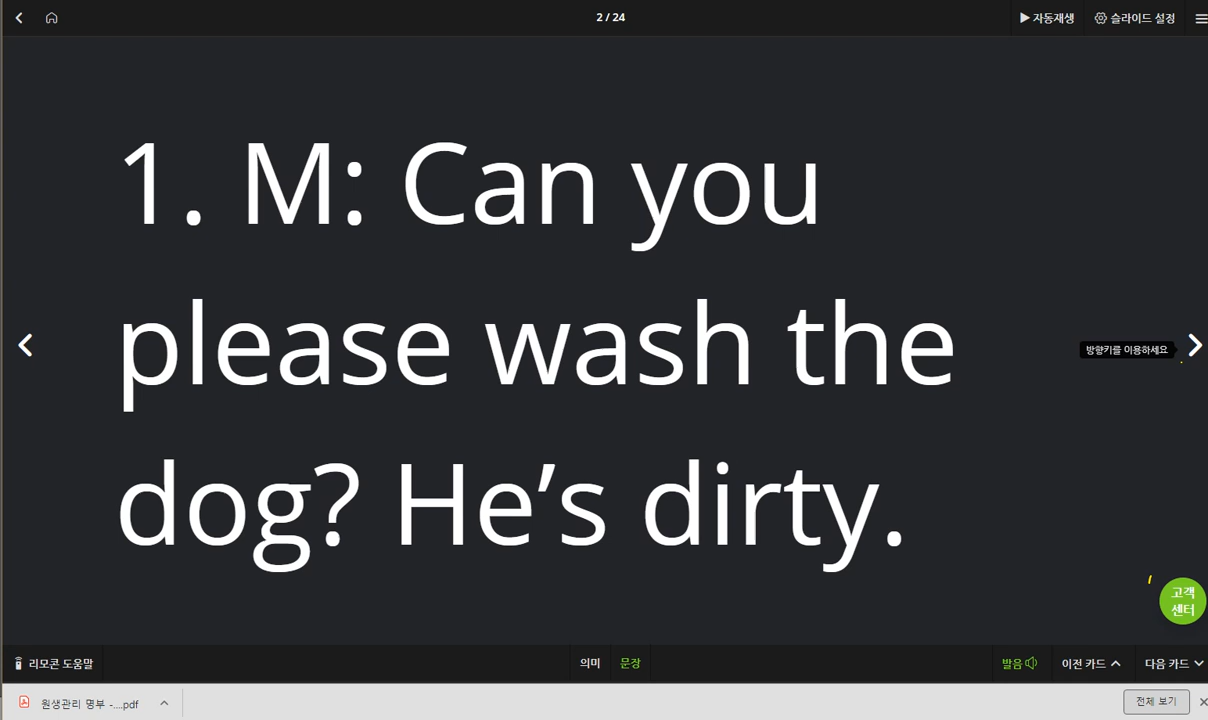 2 / 24
자동재생
슬라이드 설정
1. M: Can you
please wash the
dog? He’s dirty.
방향키를 이용하세요
고객
센터
리모콘 도움말
의미
문장
발음
이전 카드
다음 카드
원생관리 명부 -....pdf
전체 보기